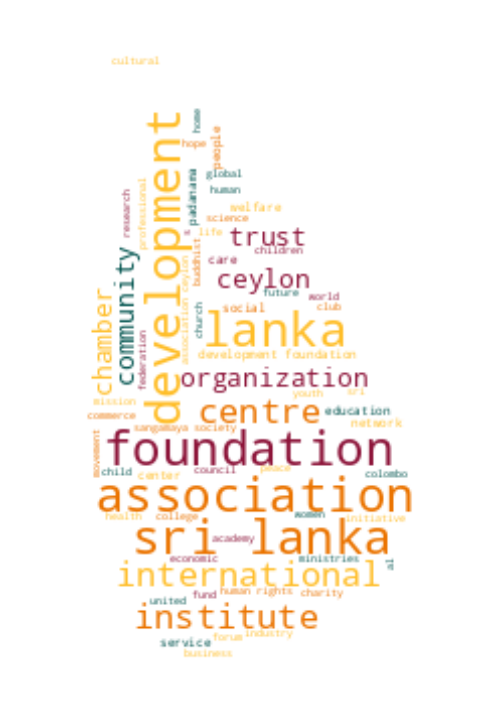 cultural
home
development
people
hope
global
padanama
human
research
professional
welfare
science
s
life
trust
children
buddhist
care
community
association ceylon
ceylon
future
world
chamber
social
club
church
lanka
federation
development foundation
organization
youth
sri
mission
centre
education
commerce
network
sangamaya
society
movement
foundation
child
center
council
peace
colombo
association
health
college
women
initiative
sri lanka
academy
economic
ministries
al
international
human rights
charity
united
fund
institute
service
forum
industry
business